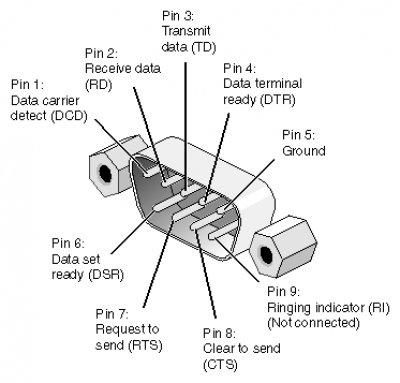 Pin 3:
Transmit
data (TD)
Pin 2:
Receive data
(RD)
Pin 4:
Data terminal
ready (DTR)
Pin 1:
Data carrier
detect (DCD)
Pin 5:
Ground
Pin 6:
Data set
ready (DSR)
Pin 9:
Ringing indicator (RI)
(Not connected)
Pin 7:
Request to
send (RTS)
Pin 8:
Clear to send
(CTS)